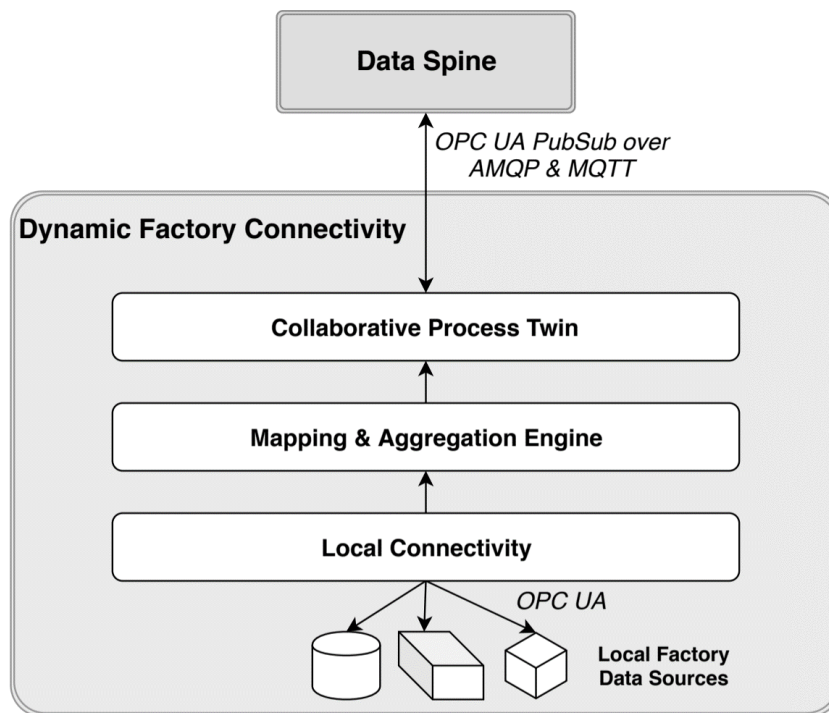 Data Spine
OPC UA PubSub over
AMQP & MQTT
Dynamic Factory Connectivity
Collaborative Process Twin
Mapping & Aggregation Engine
Local Connectivity
OPC UA
Local Factory
Data Sources